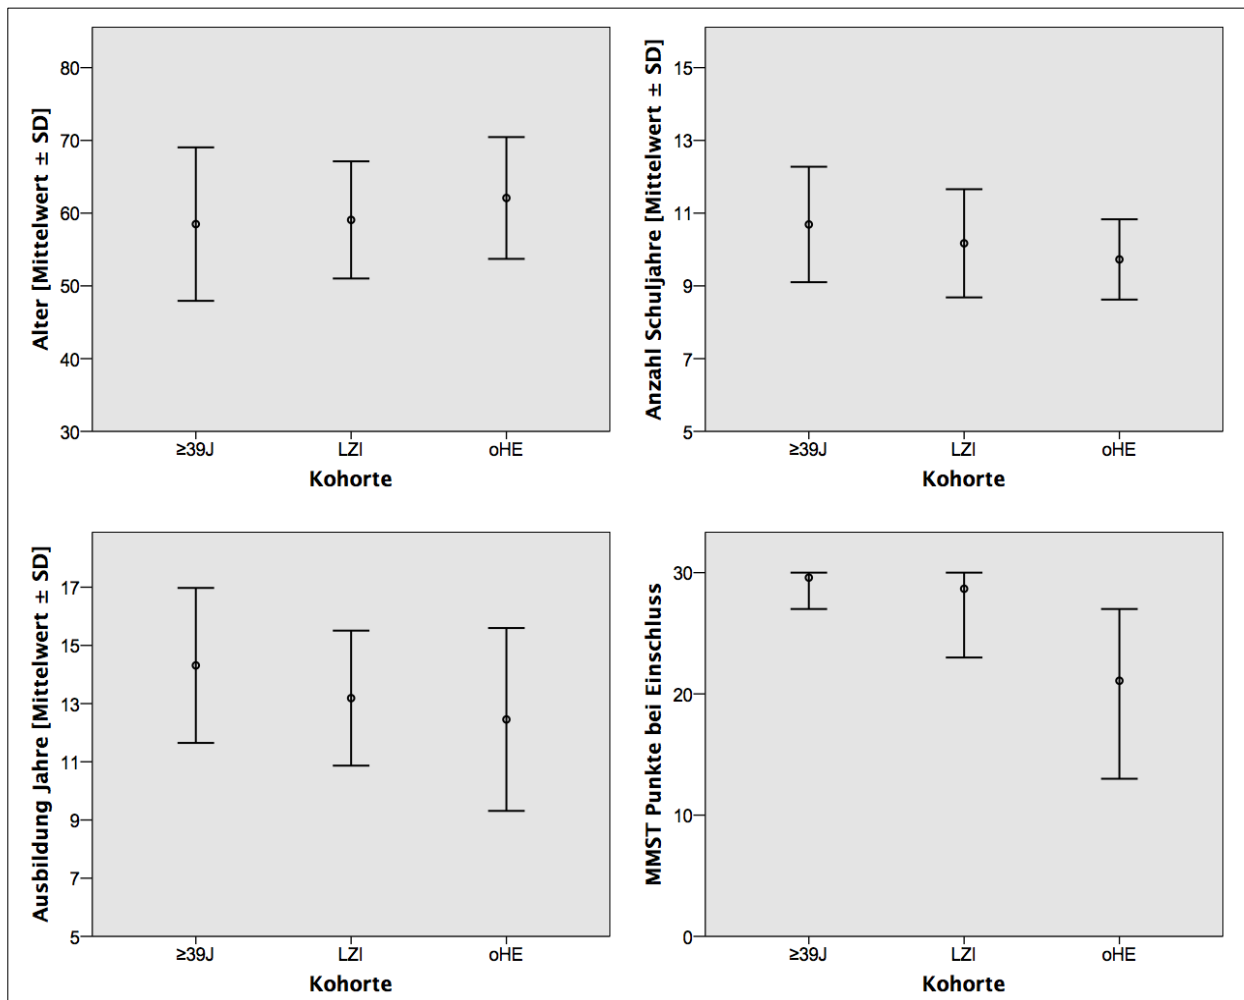 Alter [Mittelwert ± SD]
80
70
60
50
40
30
≥39J LZI oHE
Kohorte
Anzahl Schuljahre [Mittelwert ± SD]
15
13
11
9
7
5
≥39J LZI oHE
Kohorte
Ausbildung Jahre [Mittelwert ± SD]
17
15
13
11
9
7
5
≥39J LZI oHE
Kohorte
MMST Punkte bei Einschluss
30
20
10
0
≥39J LZI oHE
Kohorte